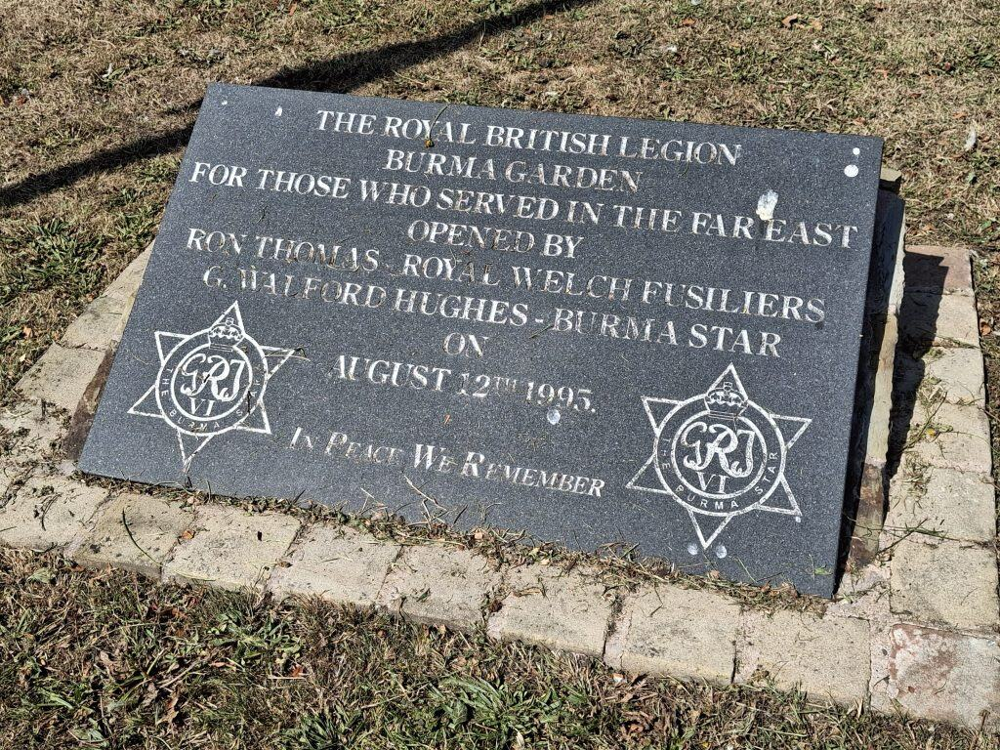 THE ROYAL BRITISH LEGION
BURMA GARDEN
FOR THOSE WHO SERVED IN THE FAR EAST
OPENED BY
RON THOMAS - ROYAL WELCH FUSILIERS
G. WALFORD HUGHES - BURMA STAR
ON
AUGUST 12TH 1995.
IN PEACE WE REMEMBER
GRI
VI
THE BURMA STAR
GRI
VI
THE BURMA STAR